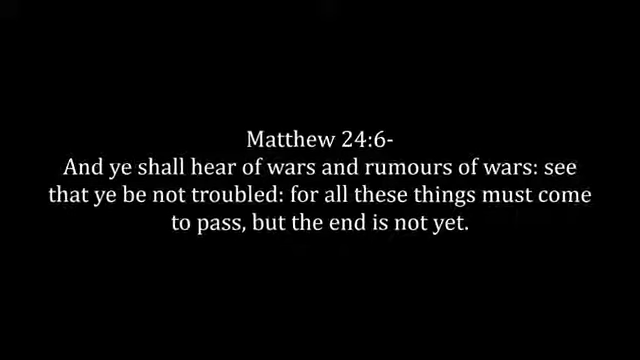 Matthew 24:6-
And ye shall hear of wars and rumours of wars: see
that ye be not troubled: for all these things must come
to pass, but the end is not yet.